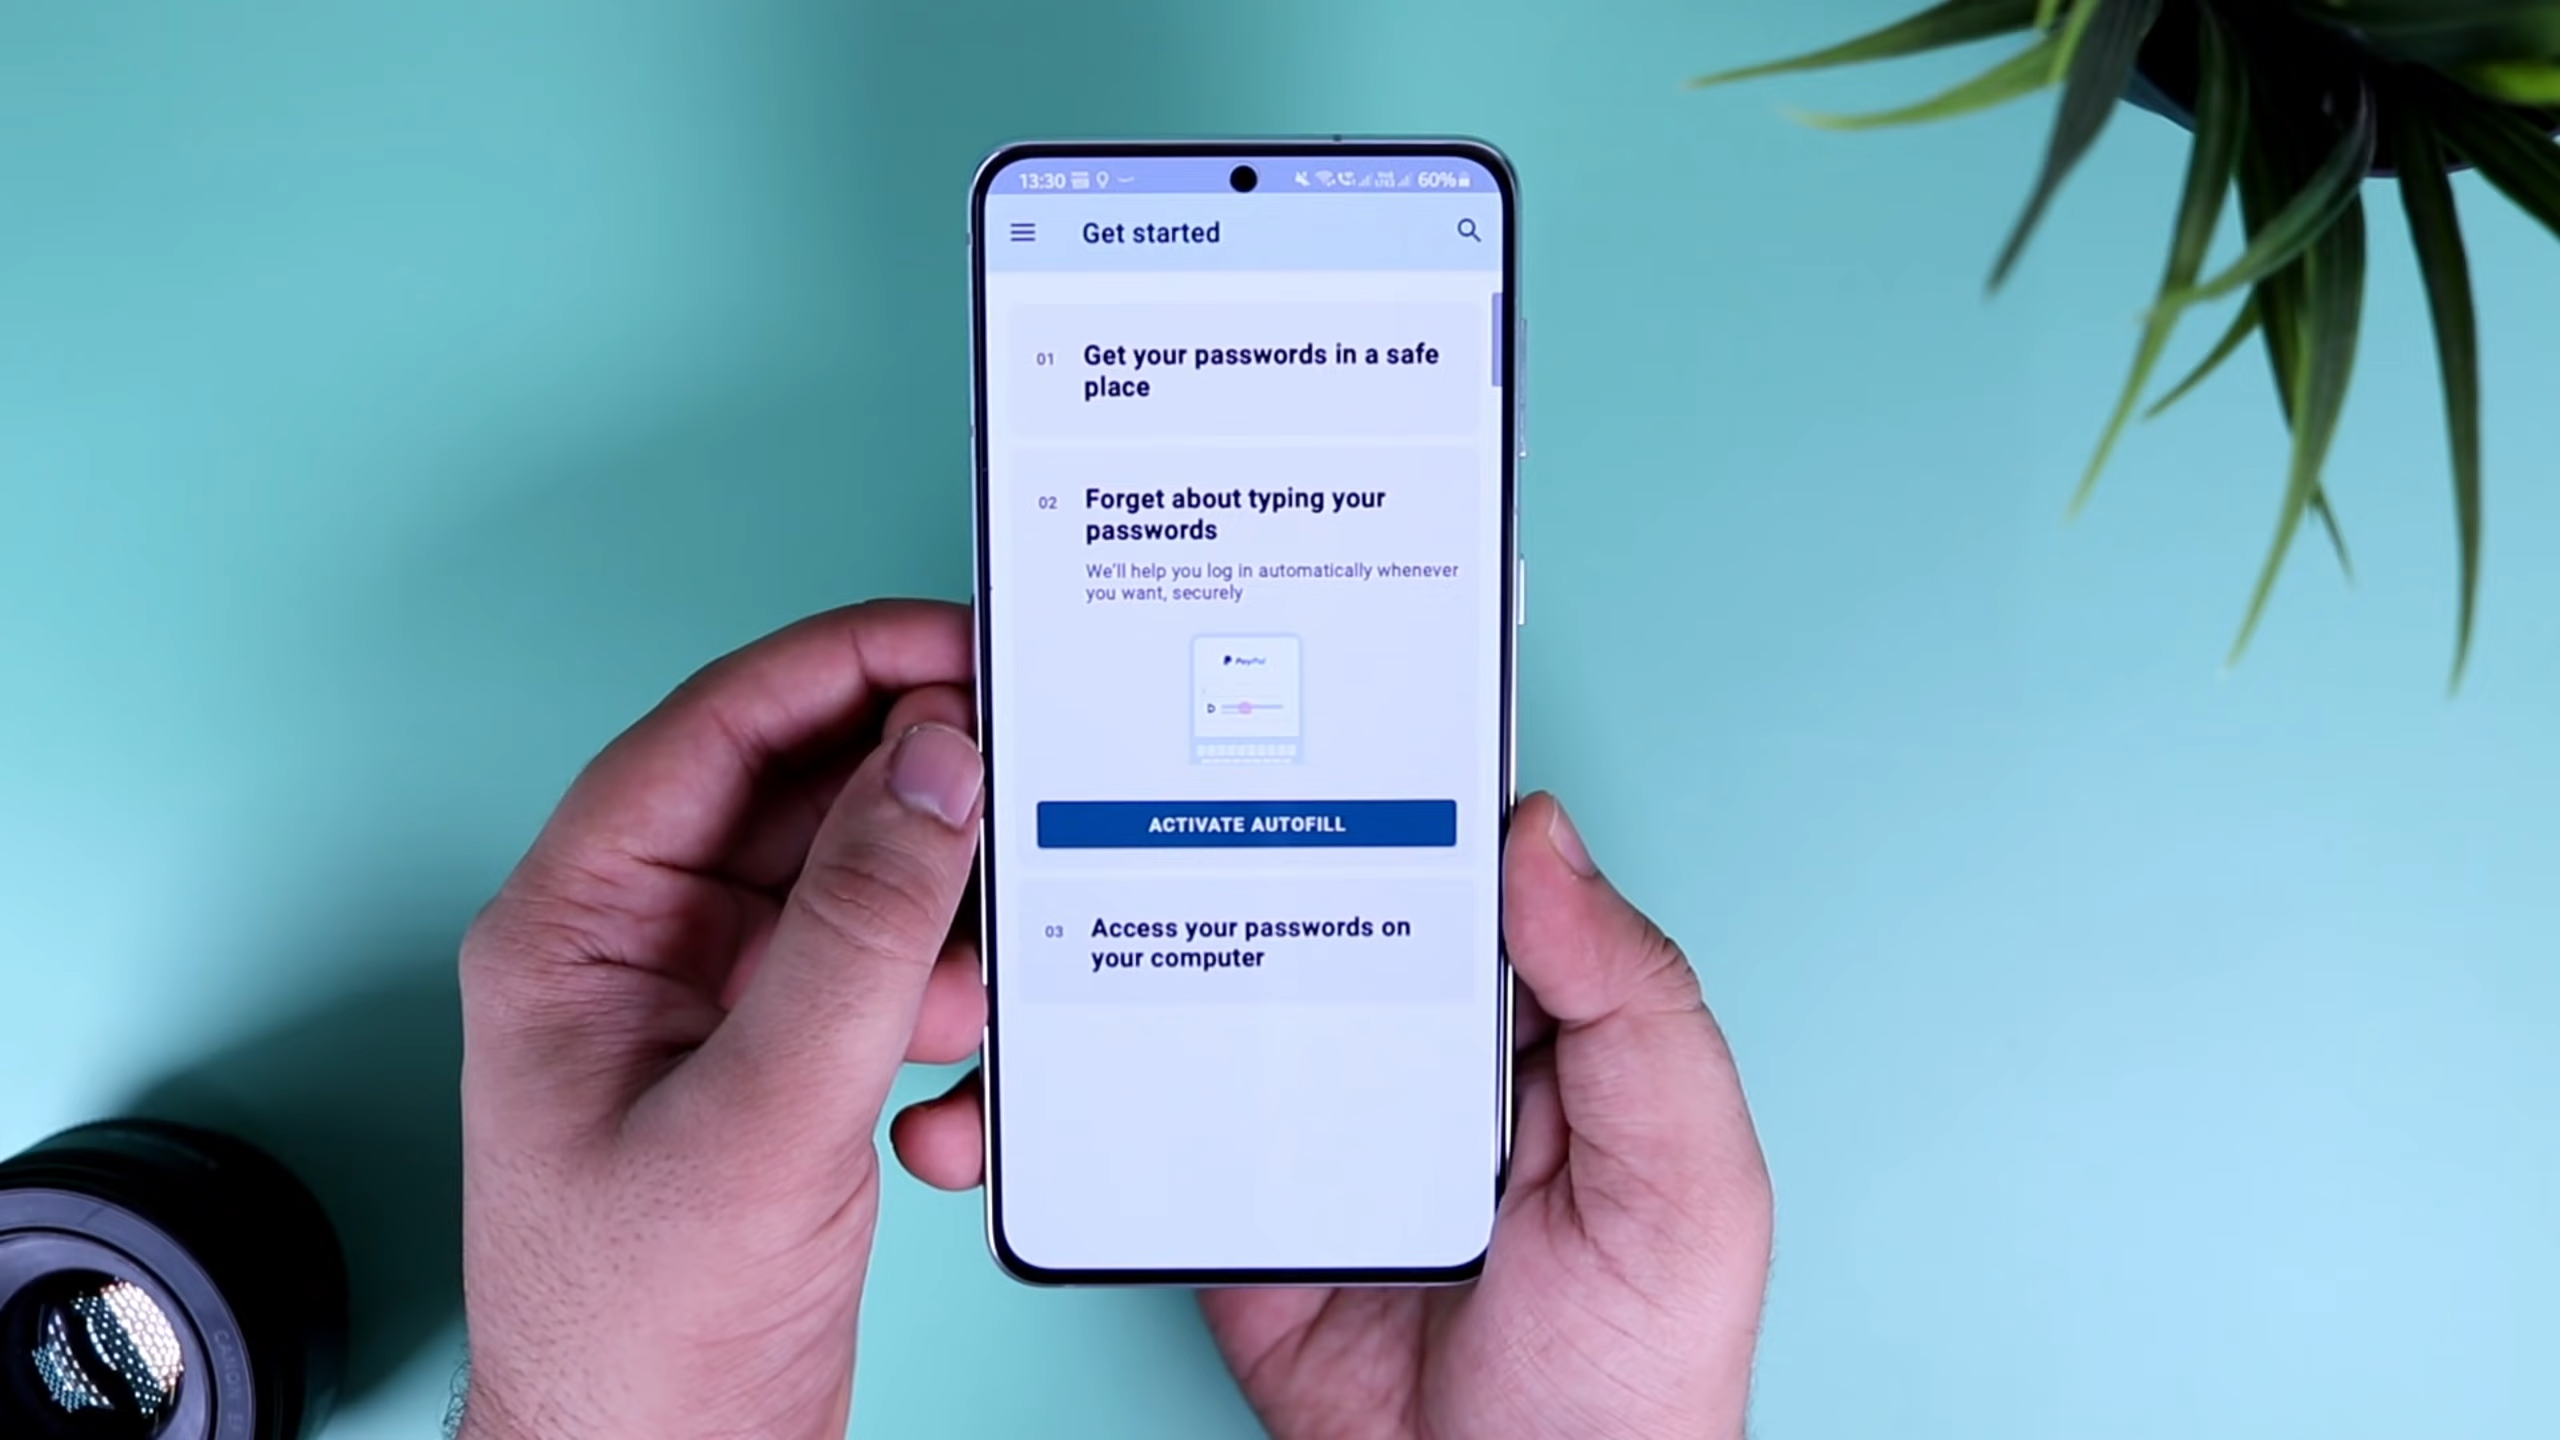 13:30
60%
Get started
01
Get your passwords in a safe
place
02
Forget about typing your
passwords
We'll help you log in automatically whenever
you want, securely
PayPal
ACTIVATE AUTOFILL
03
Access your passwords on
your computer
CANON